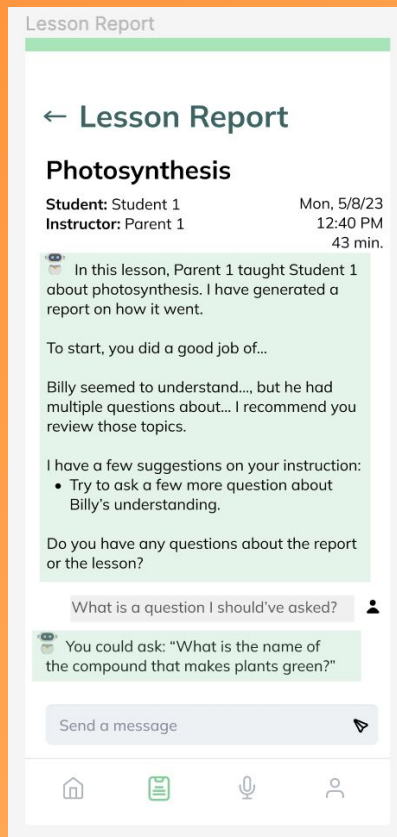 Lesson Report
← Lesson Report
Photosynthesis
Student: Student 1
Mon, 5/8/23
Instructor: Parent 1
12:40 PM
43 min.
In this lesson, Parent 1 taught Student 1
about photosynthesis. I have generated a
report on how it went.
To start, you did a good job of...
Billy seemed to understand..., but he had
multiple questions about... I recommend you
review those topics.
I have a few suggestions on your instruction:
• Try to ask a few more question about
Billy's understanding.
Do you have any questions about the report
or the lesson?
What is a question I should've asked?
You could ask: “What is the name of
the compound that makes plants green?”
Send a message